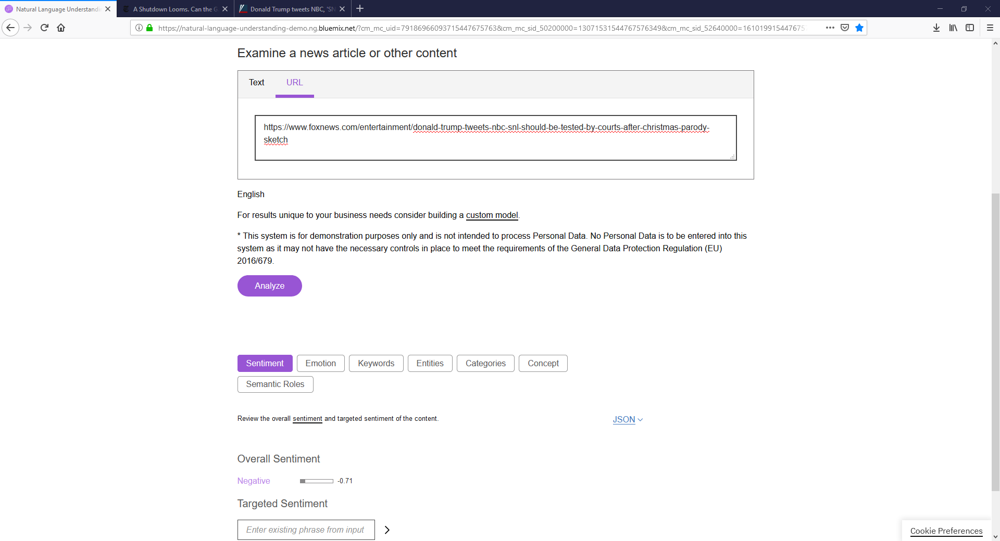 Natural Language Understandin
A Shutdown Looms. Can the G
Donald Trump tweets NBC, 'SN
https://natural-language-understanding-demo.ng.bluemix.net/?cm_mc_uid=79186966093715447675763&cm_mc_sid_50200000=13071531544767576349&cm_mc_sid_52640000=161019915447675
Examine a news article or other content
Text URL
https://www.foxnews.com/entertainment/donald-trump-tweets-nbc-snl-should-be-tested-by-courts-after-christmas-parody-
sketch
English
For results unique to your business needs consider building a custom model.
* This system is for demonstration purposes only and is not intended to process Personal Data. No Personal Data is to be entered into this
system as it may not have the necessary controls in place to meet the requirements of the General Data Protection Regulation (EU)
2016/679.
Analyze
Sentiment Emotion Keywords Entities Categories Concept
Semantic Roles
Review the overall sentiment and targeted sentiment of the content.
JSON
Overall Sentiment
Negative -0.71
Targeted Sentiment
Enter existing phrase from input
Cookie Preferences